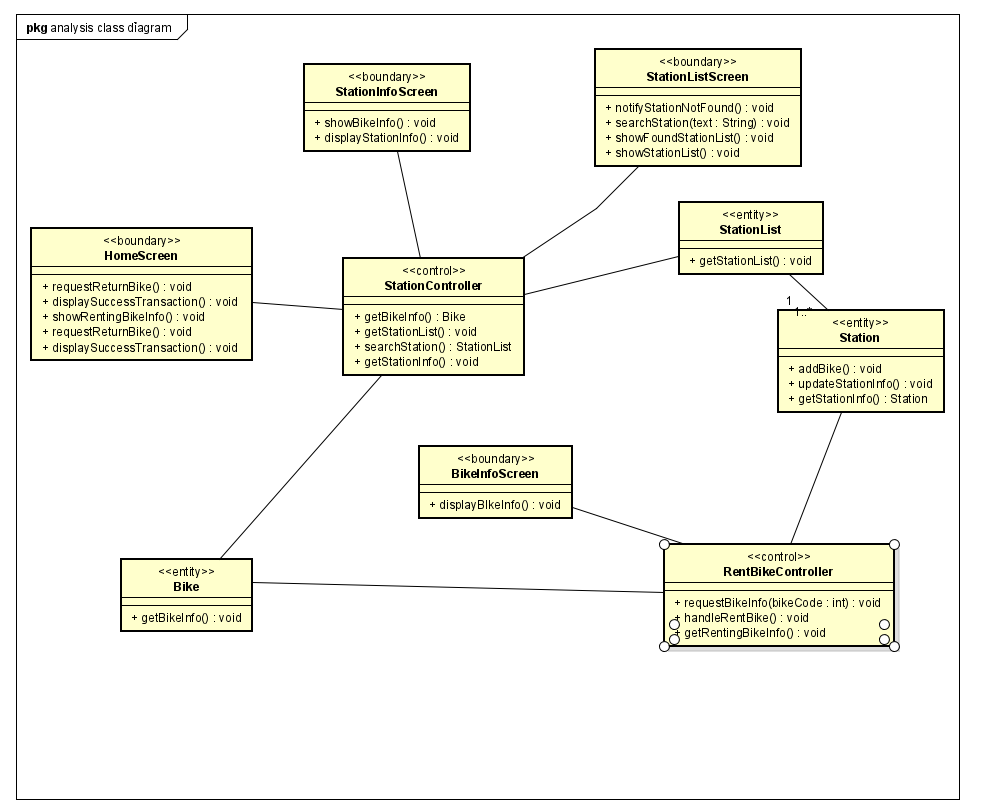 pkg analysis class diagram
<<boundary>>
StationInfoScreen
+ showBikeInfo() : void
+ displayStationInfo() : void
<<boundary>>
StationListScreen
+ notifyStationNotFound() : void
+ searchStation(text : String) : void
+ showFoundStationList() : void
+ showStationList() : void
<<boundary>>
HomeScreen
+ requestReturnBike() : void
+ displaySuccessTransaction() : void
+ showRentingBikeInfo() : void
+ requestReturnBike() : void
+ displaySuccessTransaction() : void
<<control>>
StationController
+ getBikeInfo() : Bike
+ getStationList() : void
+ searchStation() : StationList
+ getStationInfo() : void
<<entity>>
StationList
+ getStationList() : void
1
1..*
<<entity>>
Station
+ addBike() : void
+ updateStationInfo() : void
+ getStationInfo() : Station
<<boundary>>
BikeInfoScreen
+ displayBIkeInfo() : void
<<entity>>
Bike
+ getBikeInfo() : void
<<control>>
RentBikeController
+ requestBikeInfo(bikeCode : int) : void
+ handleRentBike() : void
+ getRentingBikeInfo() : void